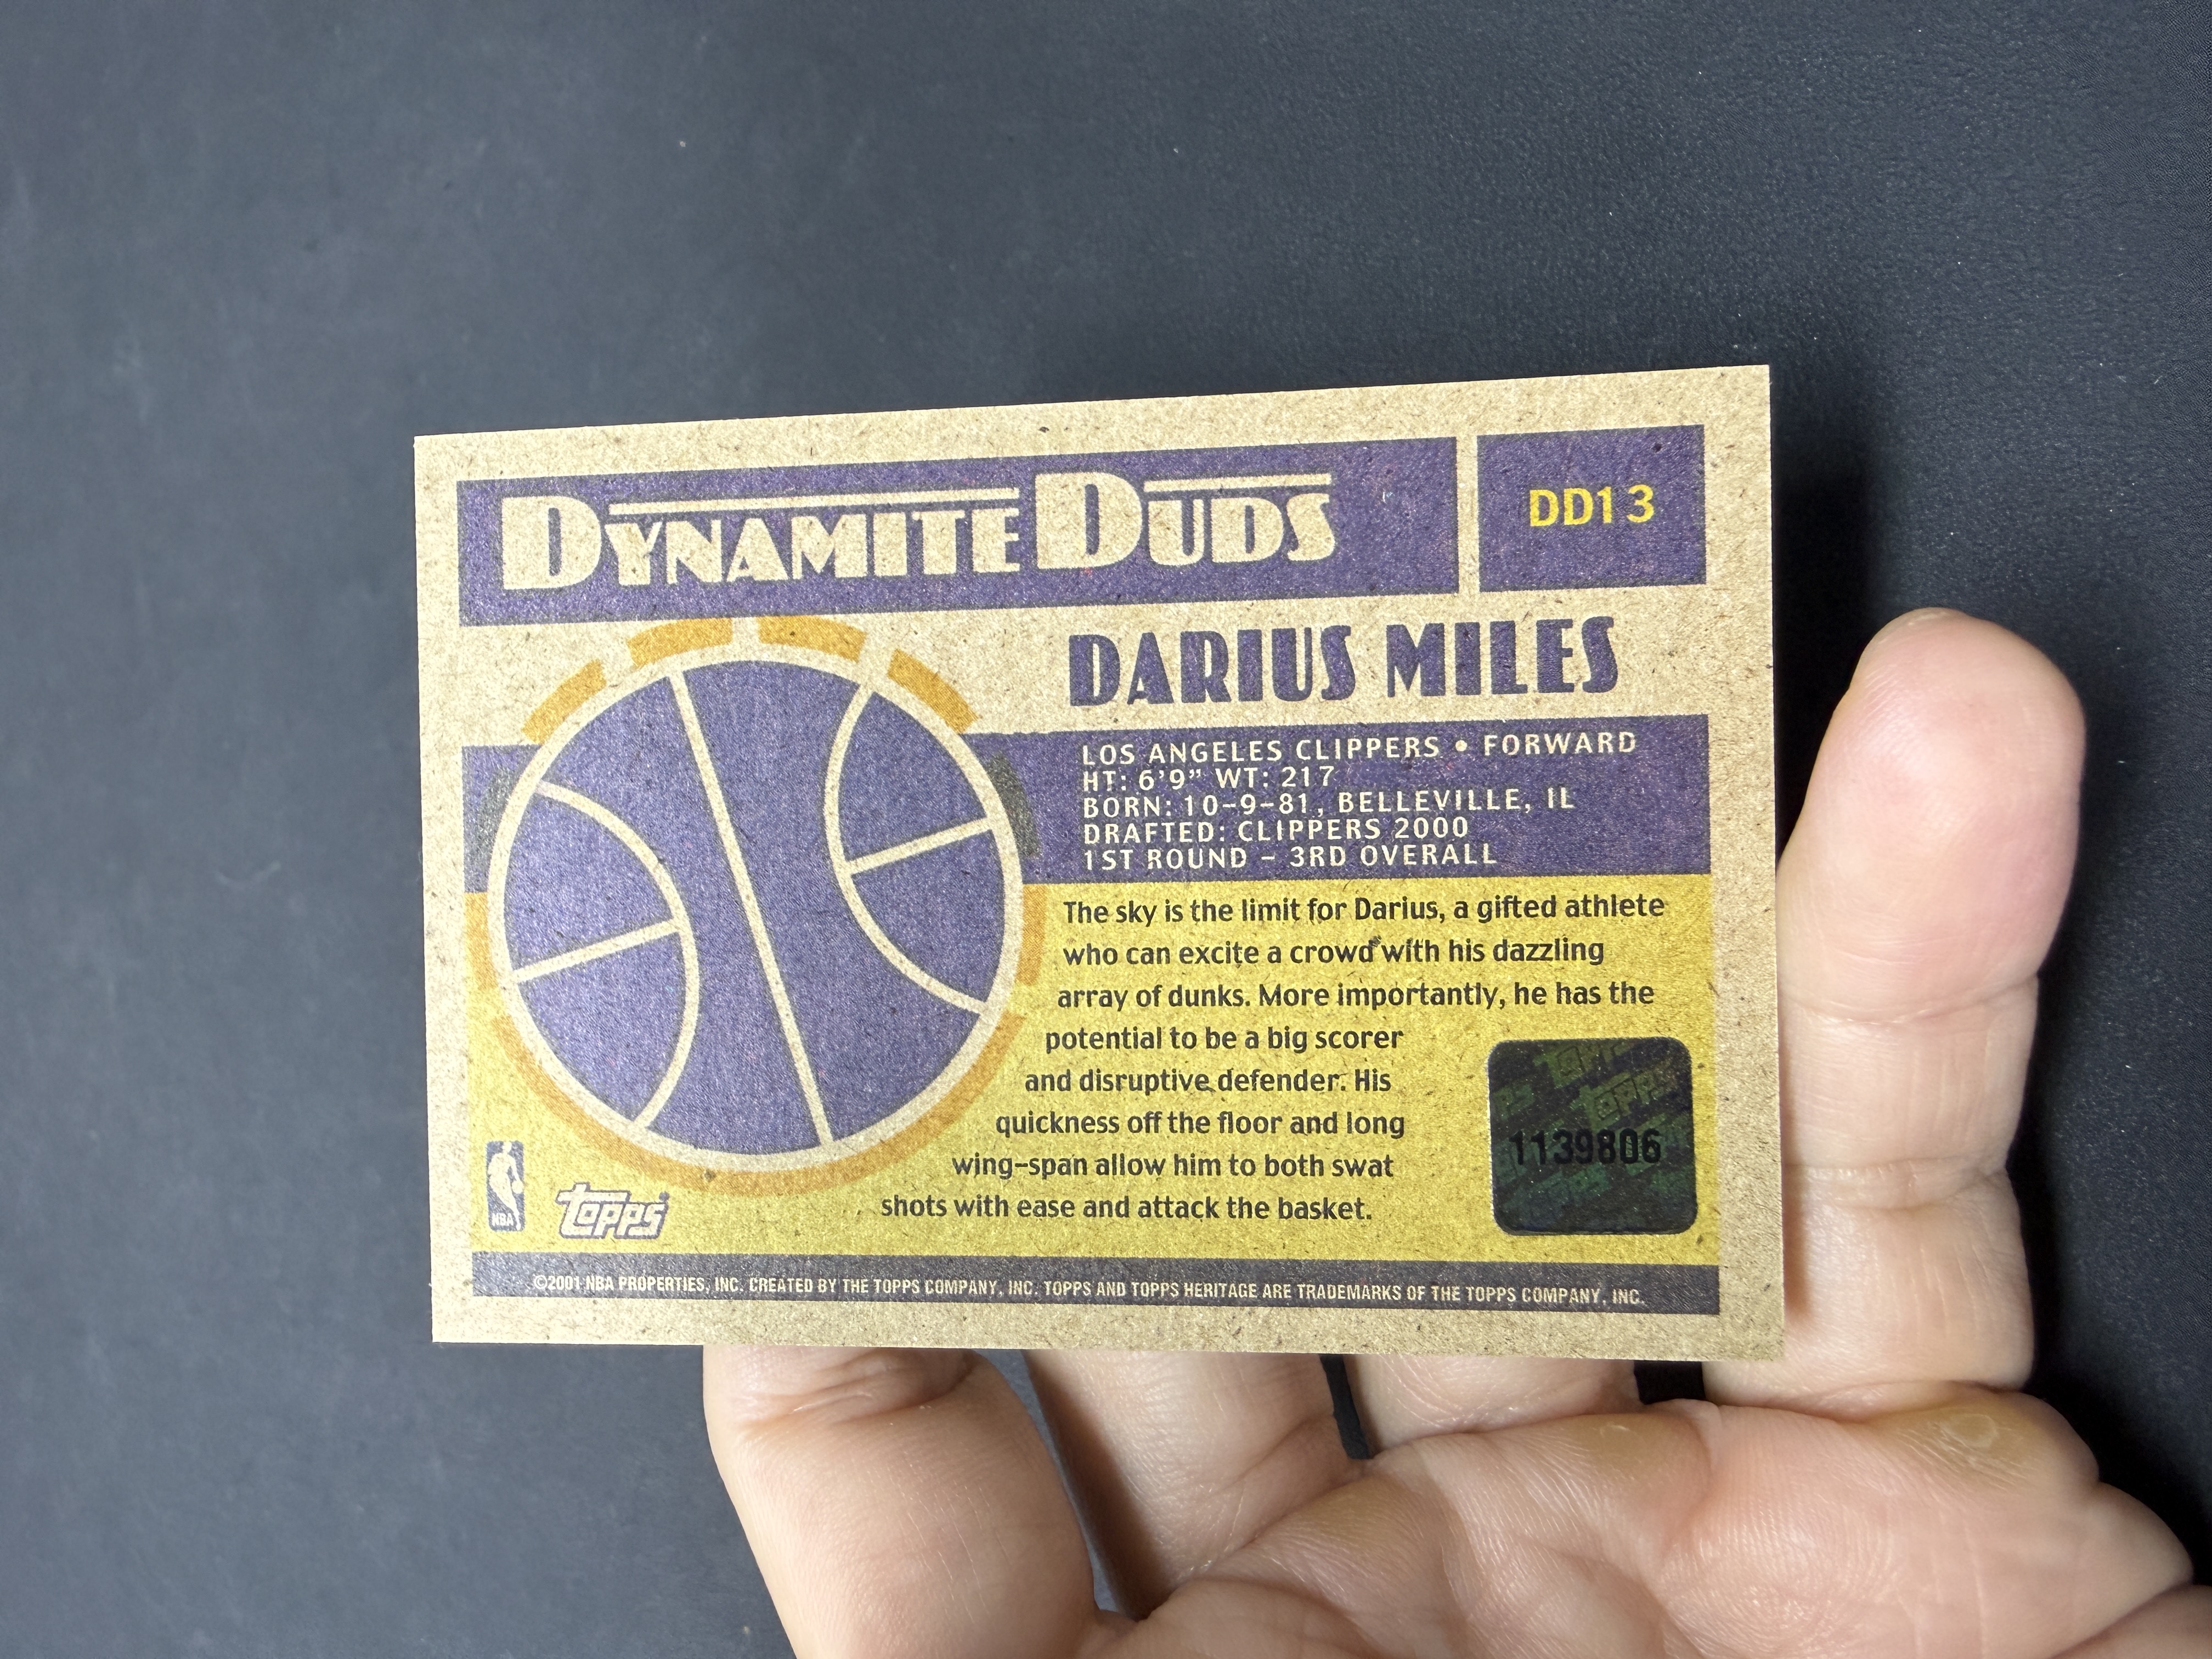 DYNAMITE DUDS
DD13
DARIUS MILES
LOS ANGELES CLIPPERS • FORWARD
HT: 6'9" WT: 217
BORN: 10-9-81, BELLEVILLE, IL
DRAFTED: CLIPPERS 2000
1ST ROUND - 3RD OVERALL
The sky is the limit for Darius, a gifted athlete
who can excite a crowd with his dazzling
array of dunks. More importantly, he has the
potential to be a big scorer
and disruptive defender. His
quickness off the floor and long
wing-span allow him to both swat
shots with ease and attack the basket.
1139806
NBA
topps
©2001 NBA PROPERTIES, INC. CREATED BY THE TOPPS COMPANY, INC. TOPPS AND TOPPS HERITAGE ARE TRADEMARKS OF THE TOPPS COMPANY, INC.